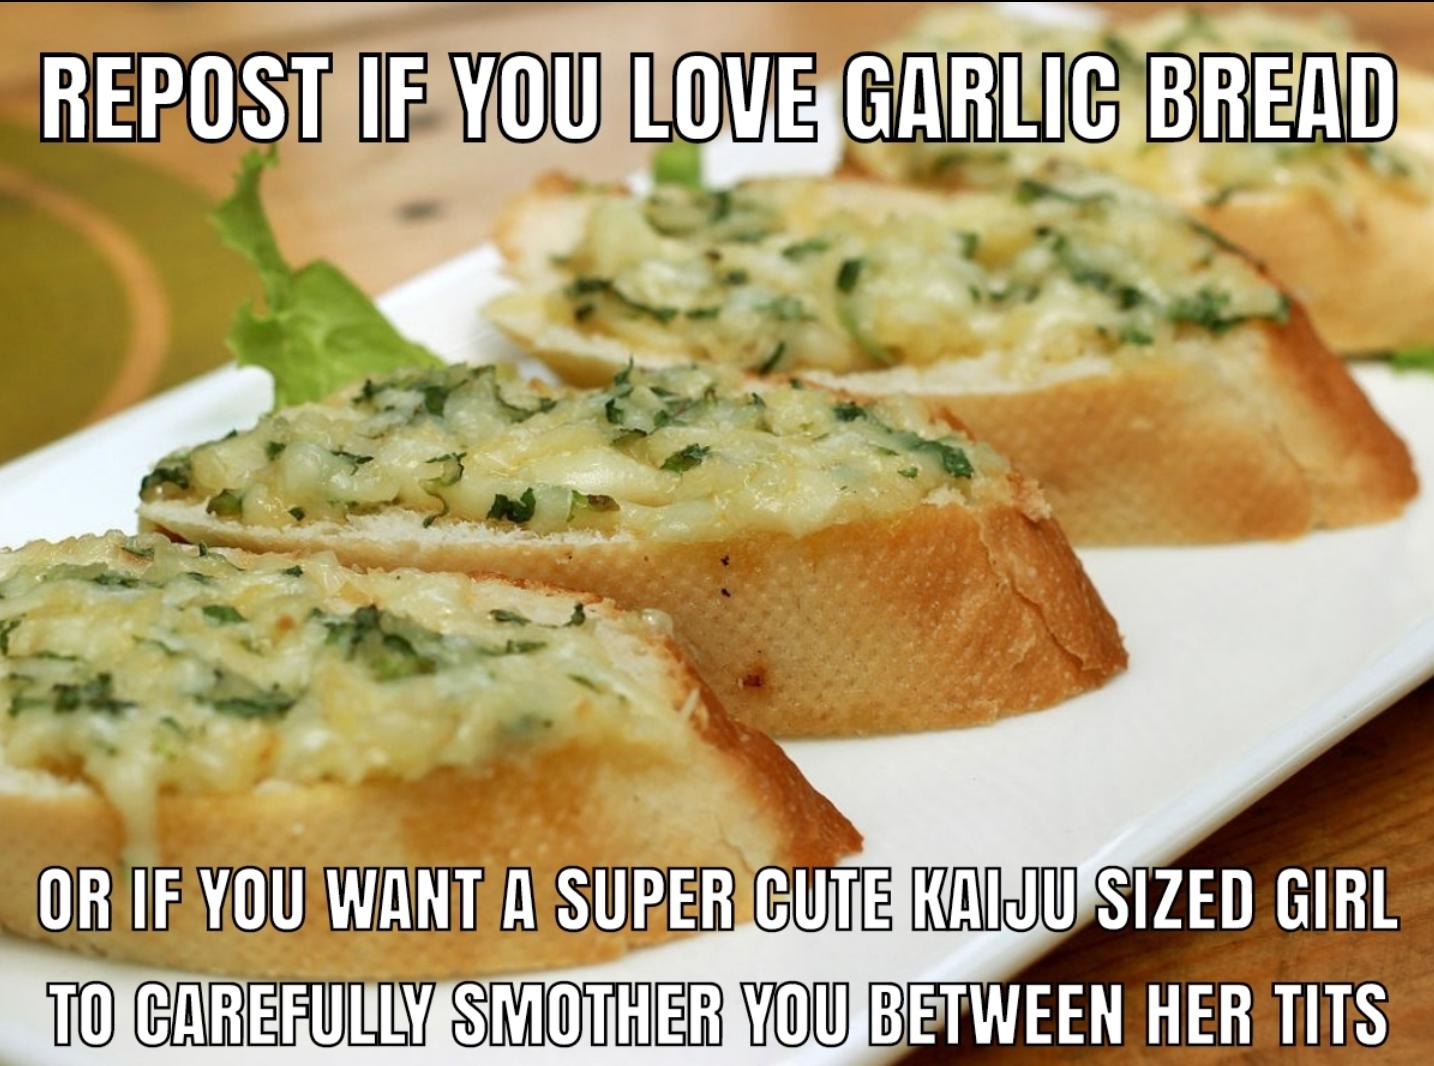 REPOST IF YOU LOVE GARLIC BREAD
OR IF YOU WANT A SUPER CUTE KAIJU SIZED GIRL
TO CAREFULLY SMOTHER YOU BETWEEN HER TITS